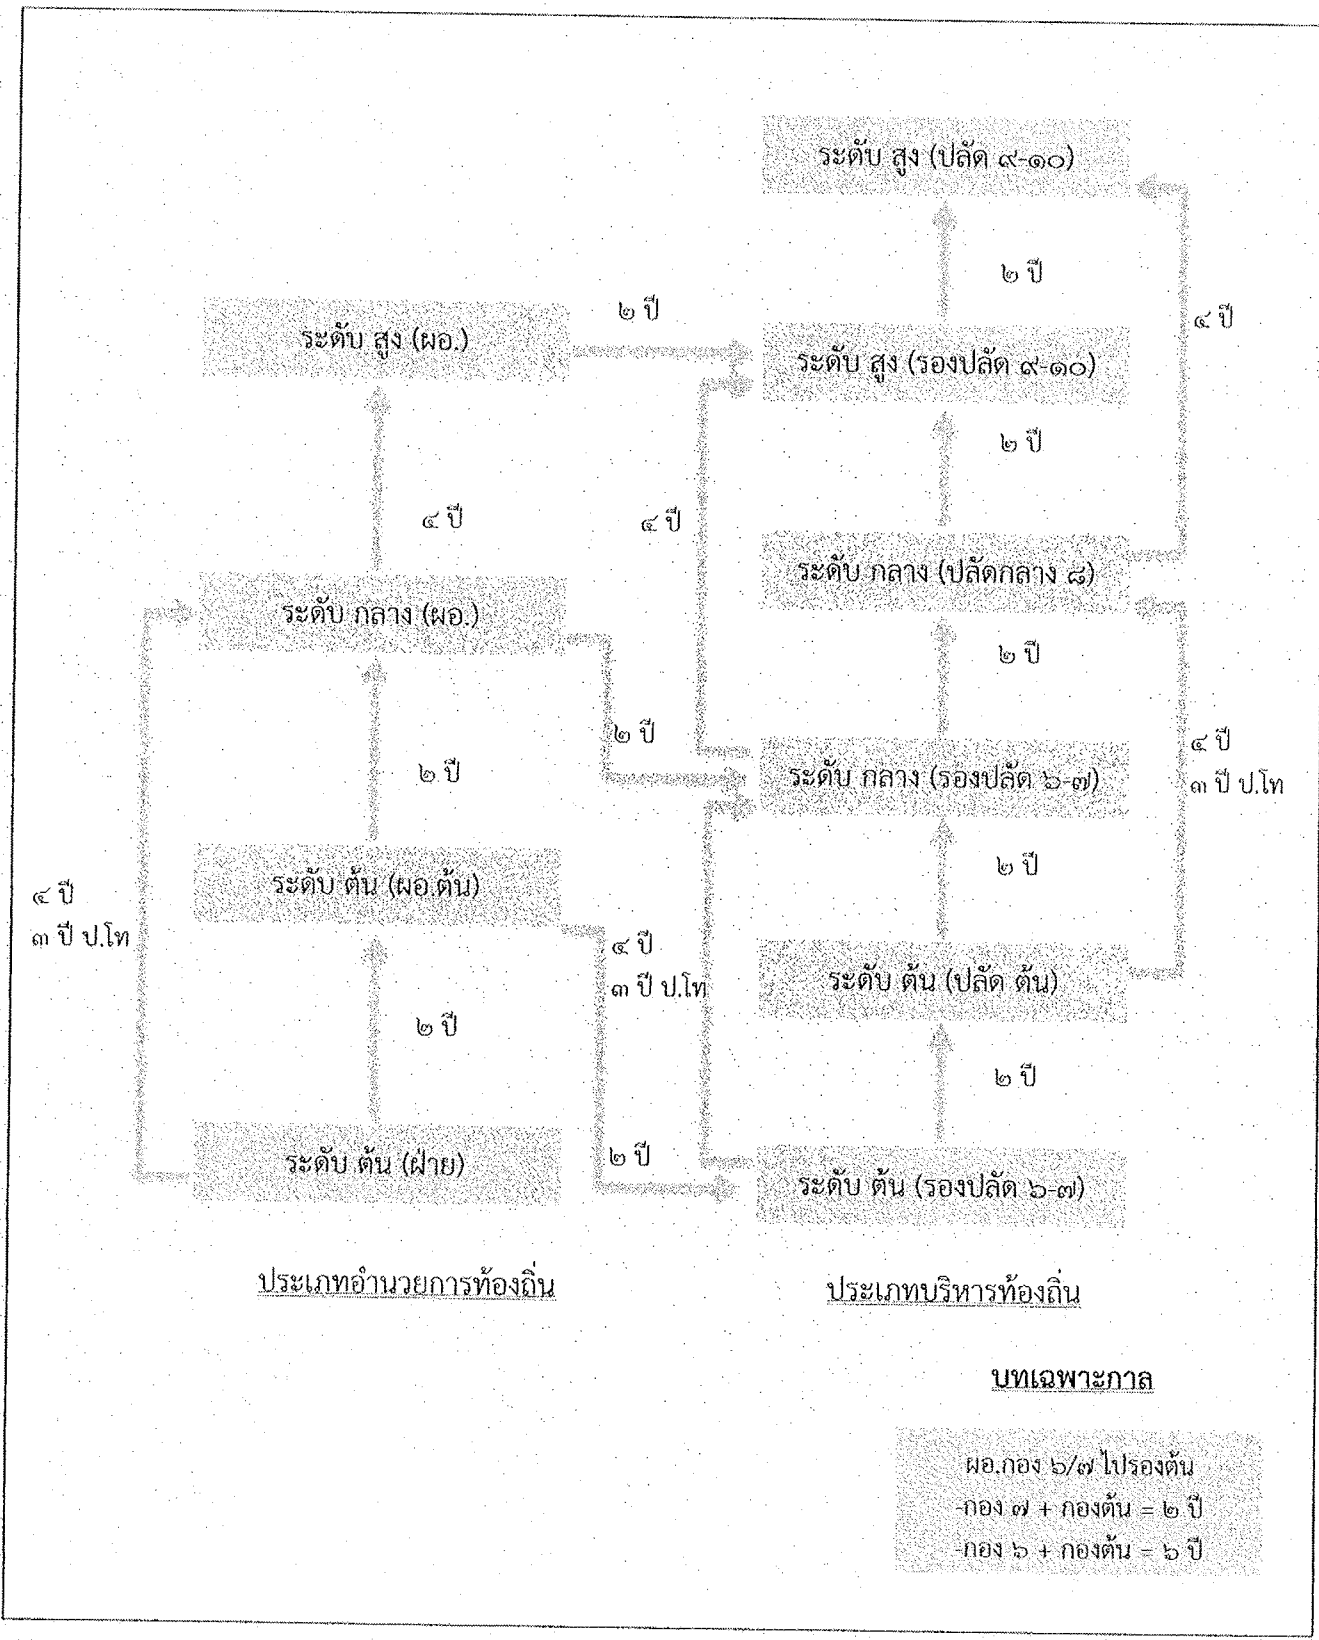 ระดับ สูง (ปลัด ๙-๑๐)
๒ ปี
๔ ปี
ระดับ สูง (ผอ.)
๒ ปี
ระดับ สูง (รองปลัด ๙-๑๐)
๒ ปี
๔ ปี
๔ ปี
ระดับ กลาง (ปลัดกลาง ๘)
ระดับ กลาง (ผอ.)
๒ ปี
๒ ปี
๒ ปี
ระดับ กลาง (รองปลัด ๖-๗)
๔ ปี
๓ ปี ป.โท
ระดับ ต้น (ผอ.ต้น)
๒ ปี
๔ ปี
๓ ปี ป.โท
๔ ปี
๓ ปี ป.โท
ระดับ ต้น (ปลัด ต้น)
๒ ปี
๒ ปี
ระดับ ต้น (ฝ่าย)
๒ ปี
ระดับ ต้น (รองปลัด ๖-๗)
ประเภทอำนวยการท้องถิ่น
ประเภทบริหารท้องถิ่น
บทเฉพาะกาล
ผอ.กอง ๖/๗ ไปรองต้น
-กอง ๗ + กองต้น = ๒ ปี
-กอง ๖ + กองต้น = ๖ ปี